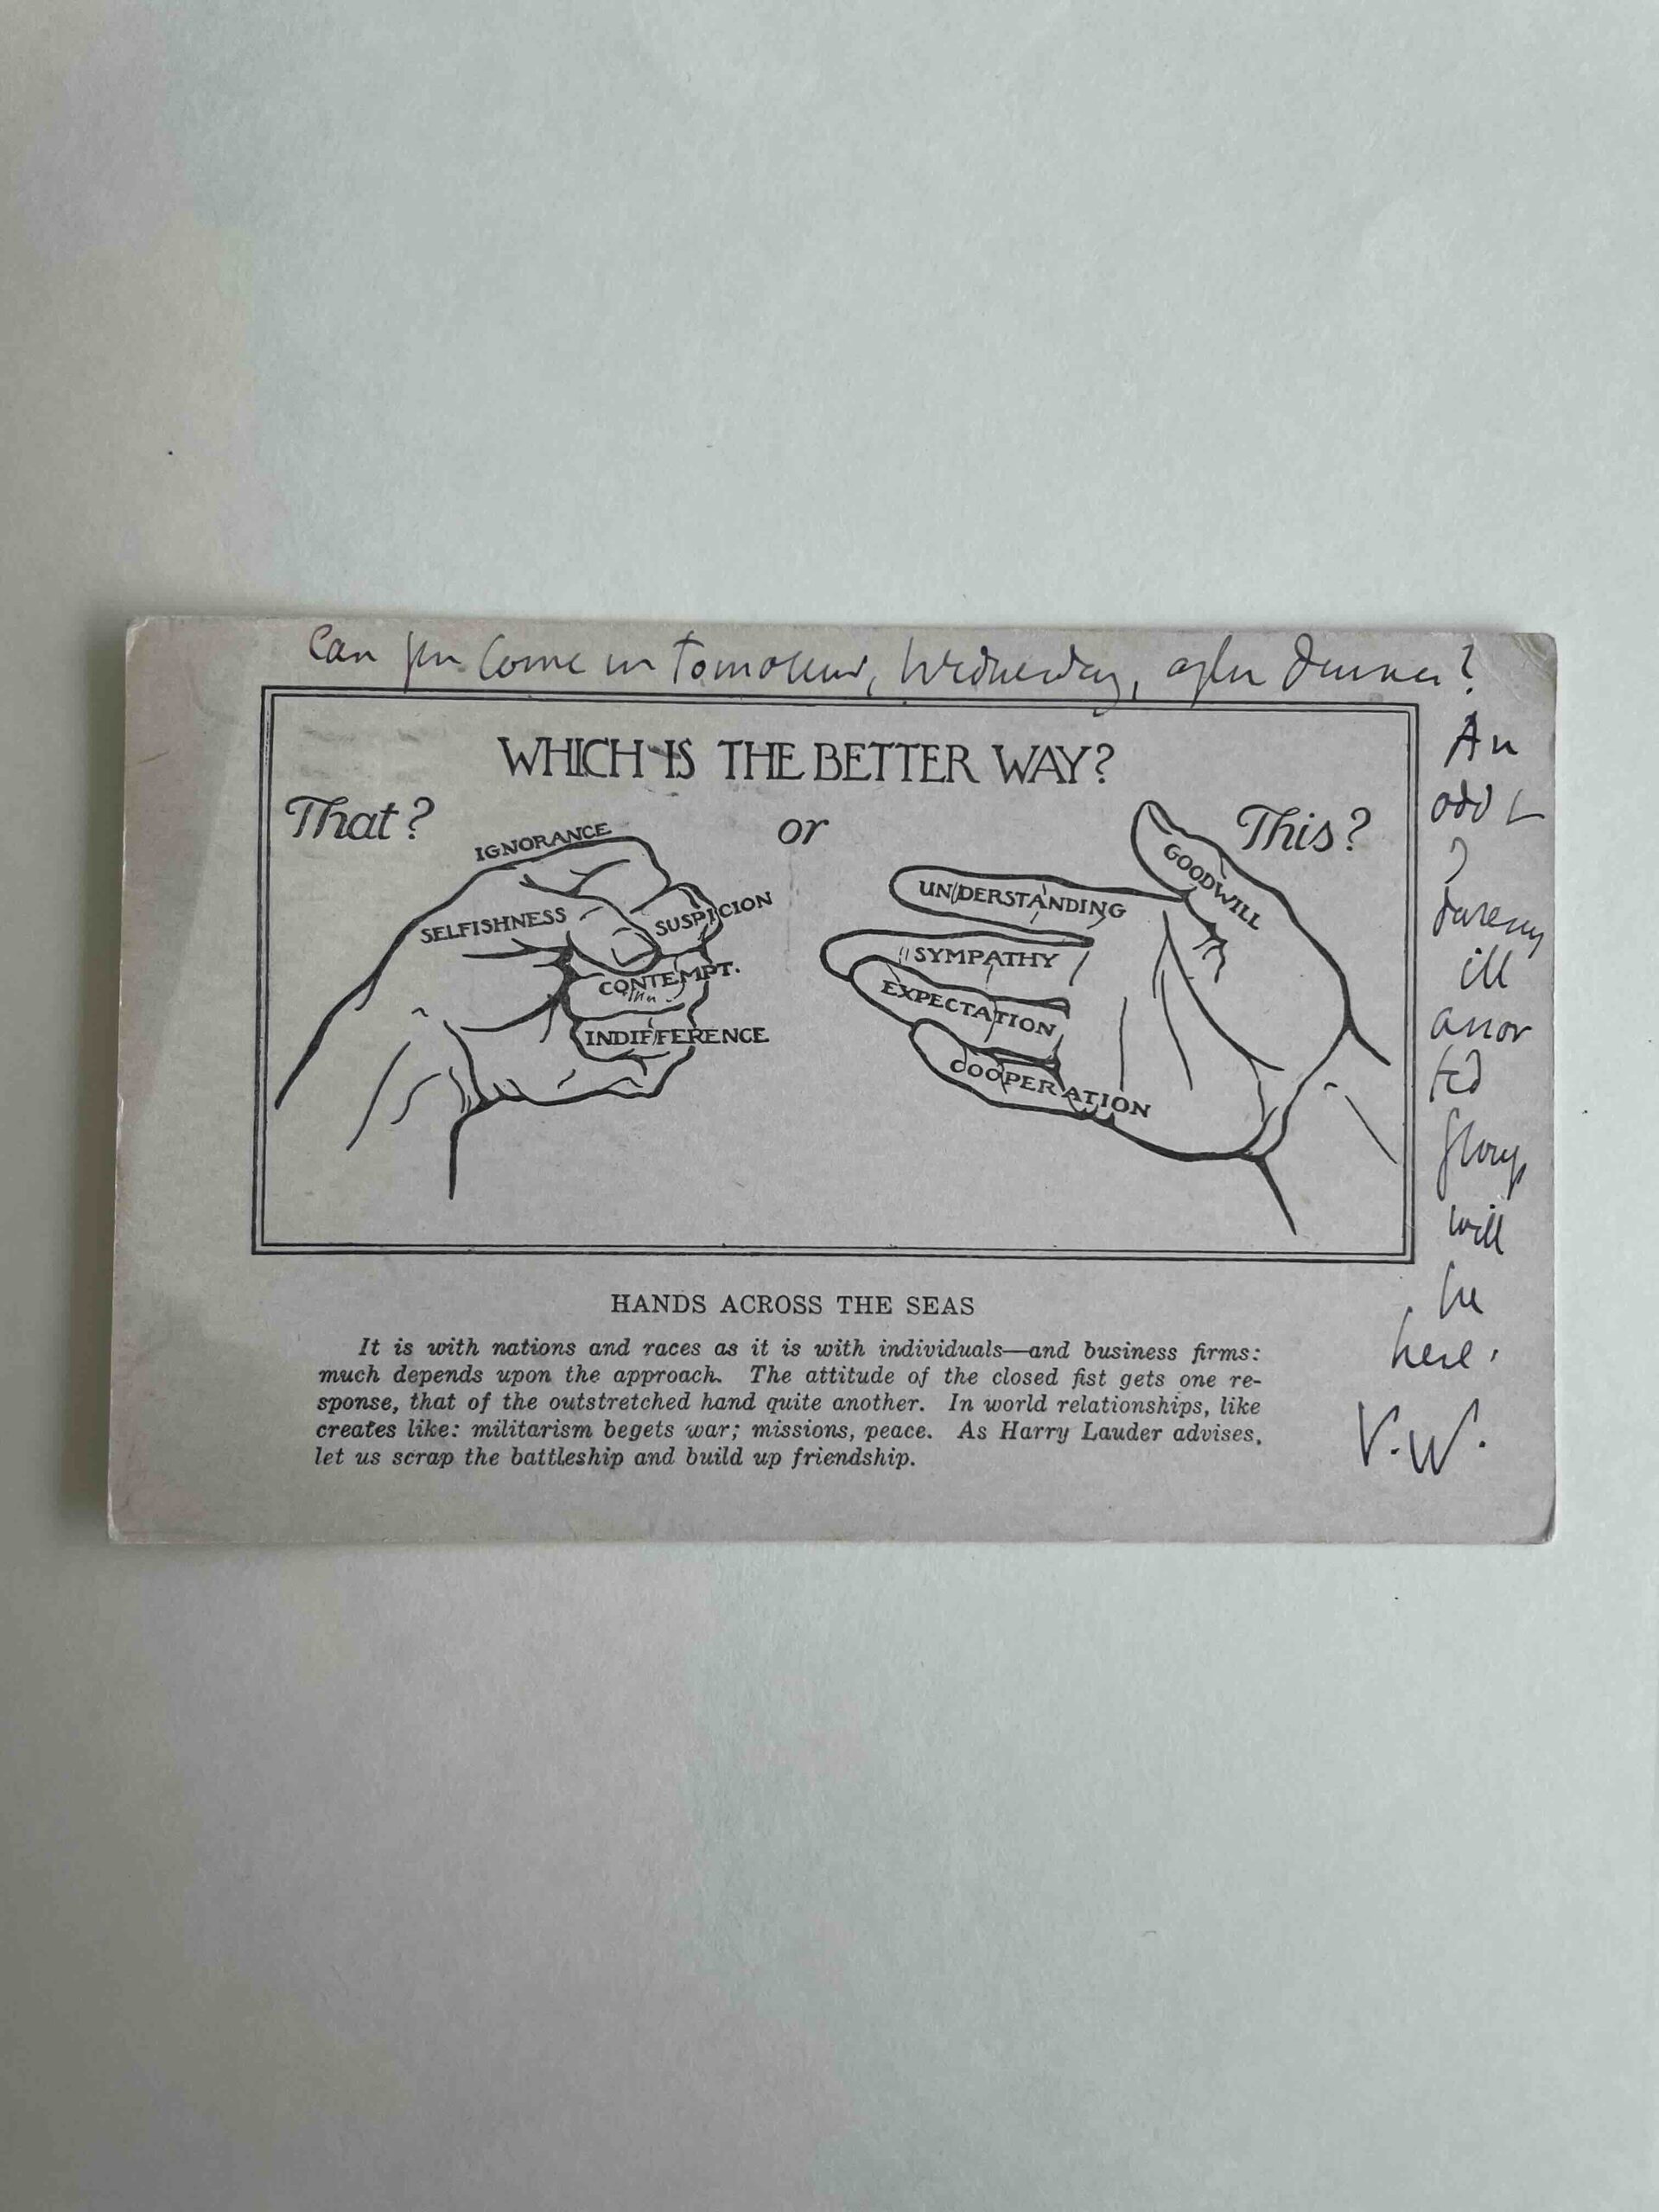 Can you come in tomorrow, Wednesday, after dinner?
WHICH IS THE BETTER WAY?
That?
or
This?
IGNORANCE
SELFISHNESS
SUSPICION
CONTEMPT.
INDIFFERENCE
GOODWILL
UNDERSTANDING
SYMPATHY
EXPECTATION
COOPERATION
An
odd &
ill
assor
ted
group
will
be
here.
V.W.
HANDS ACROSS THE SEAS
It is with nations and races as it is with individuals—and business firms:
much depends upon the approach. The attitude of the closed fist gets one re-
sponse, that of the outstretched hand quite another. In world relationships, like
creates like: militarism begets war; missions, peace. As Harry Lauder advises,
let us scrap the battleship and build up friendship.